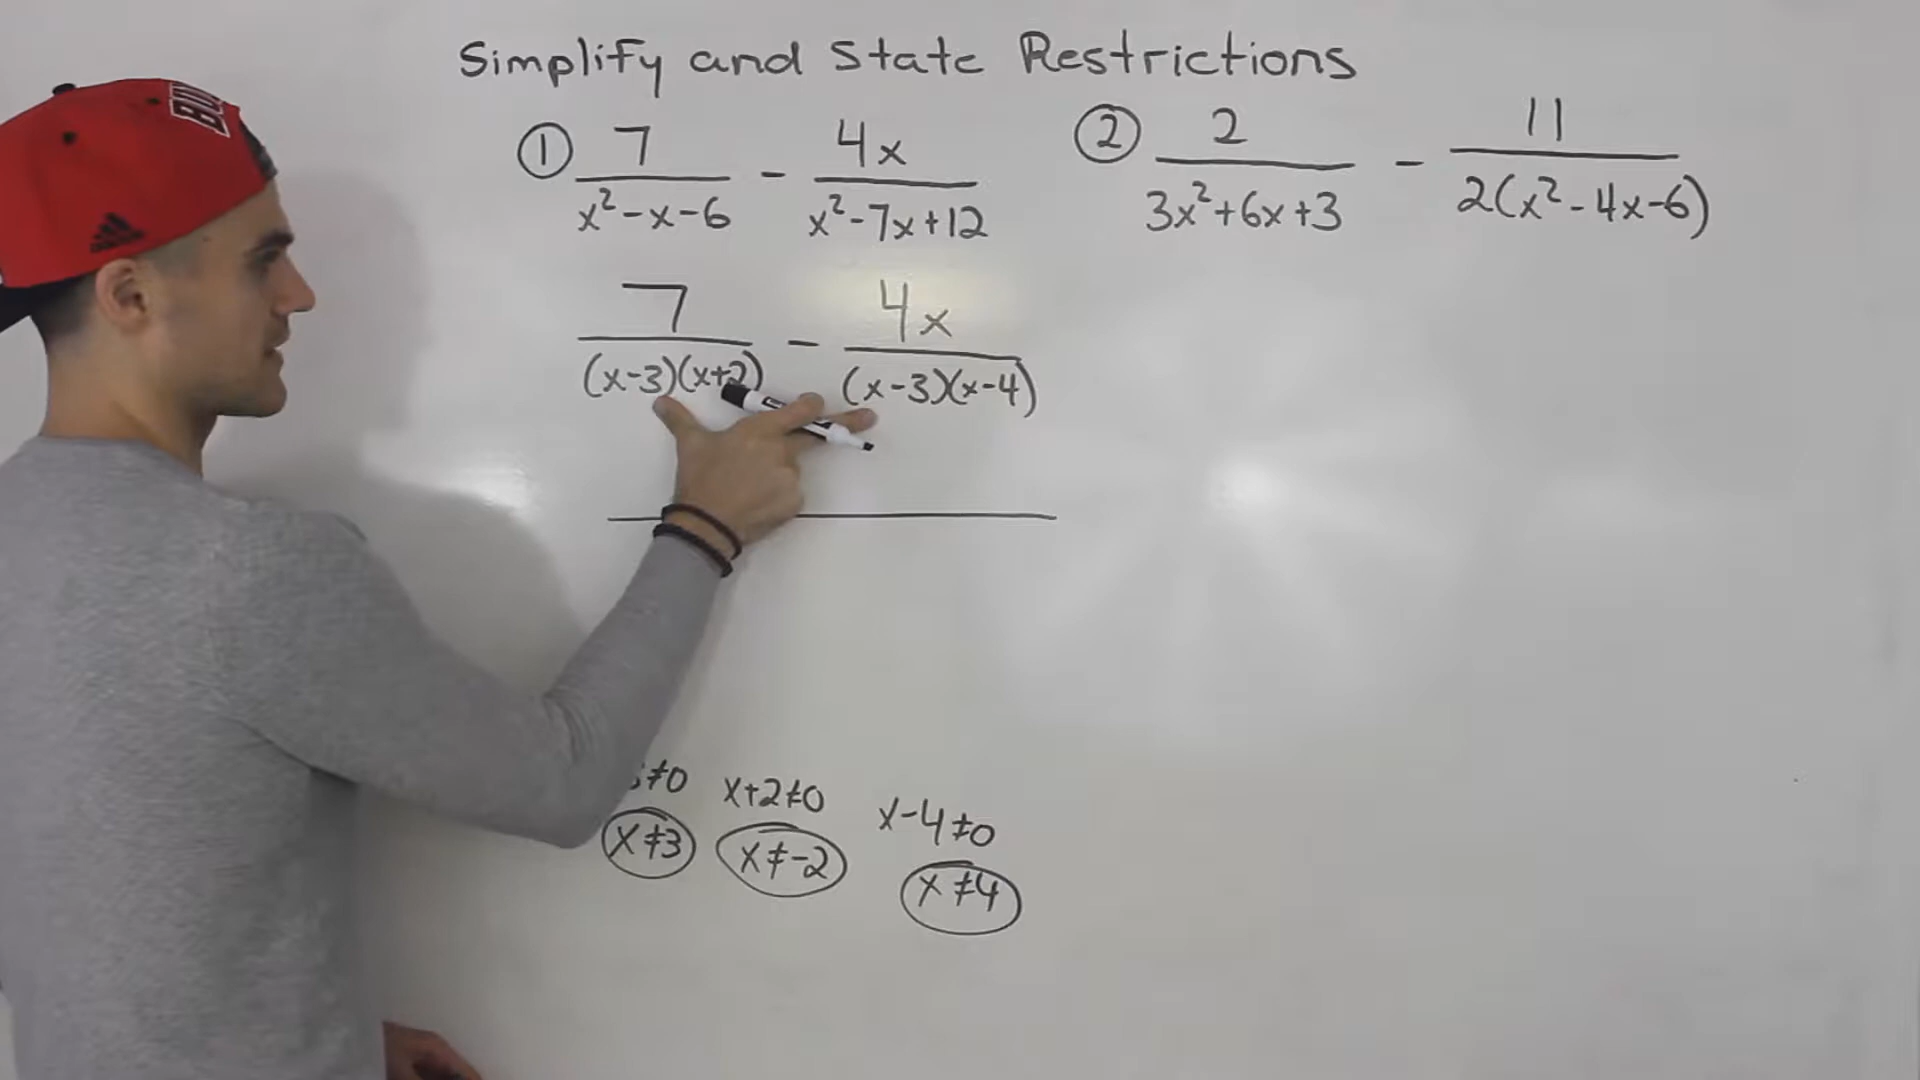 Simplify and State Restrictions
① 7 / (x² - x - 6) - 4x / (x² - 7x + 12)
② 2 / (3x² + 6x + 3) - 11 / 2(x² - 4x - 6)
7 / (x-3)(x+2) - 4x / (x-3)(x-4)
≠0 x+2≠0 x-4≠0
x≠3 x≠-2 x≠4